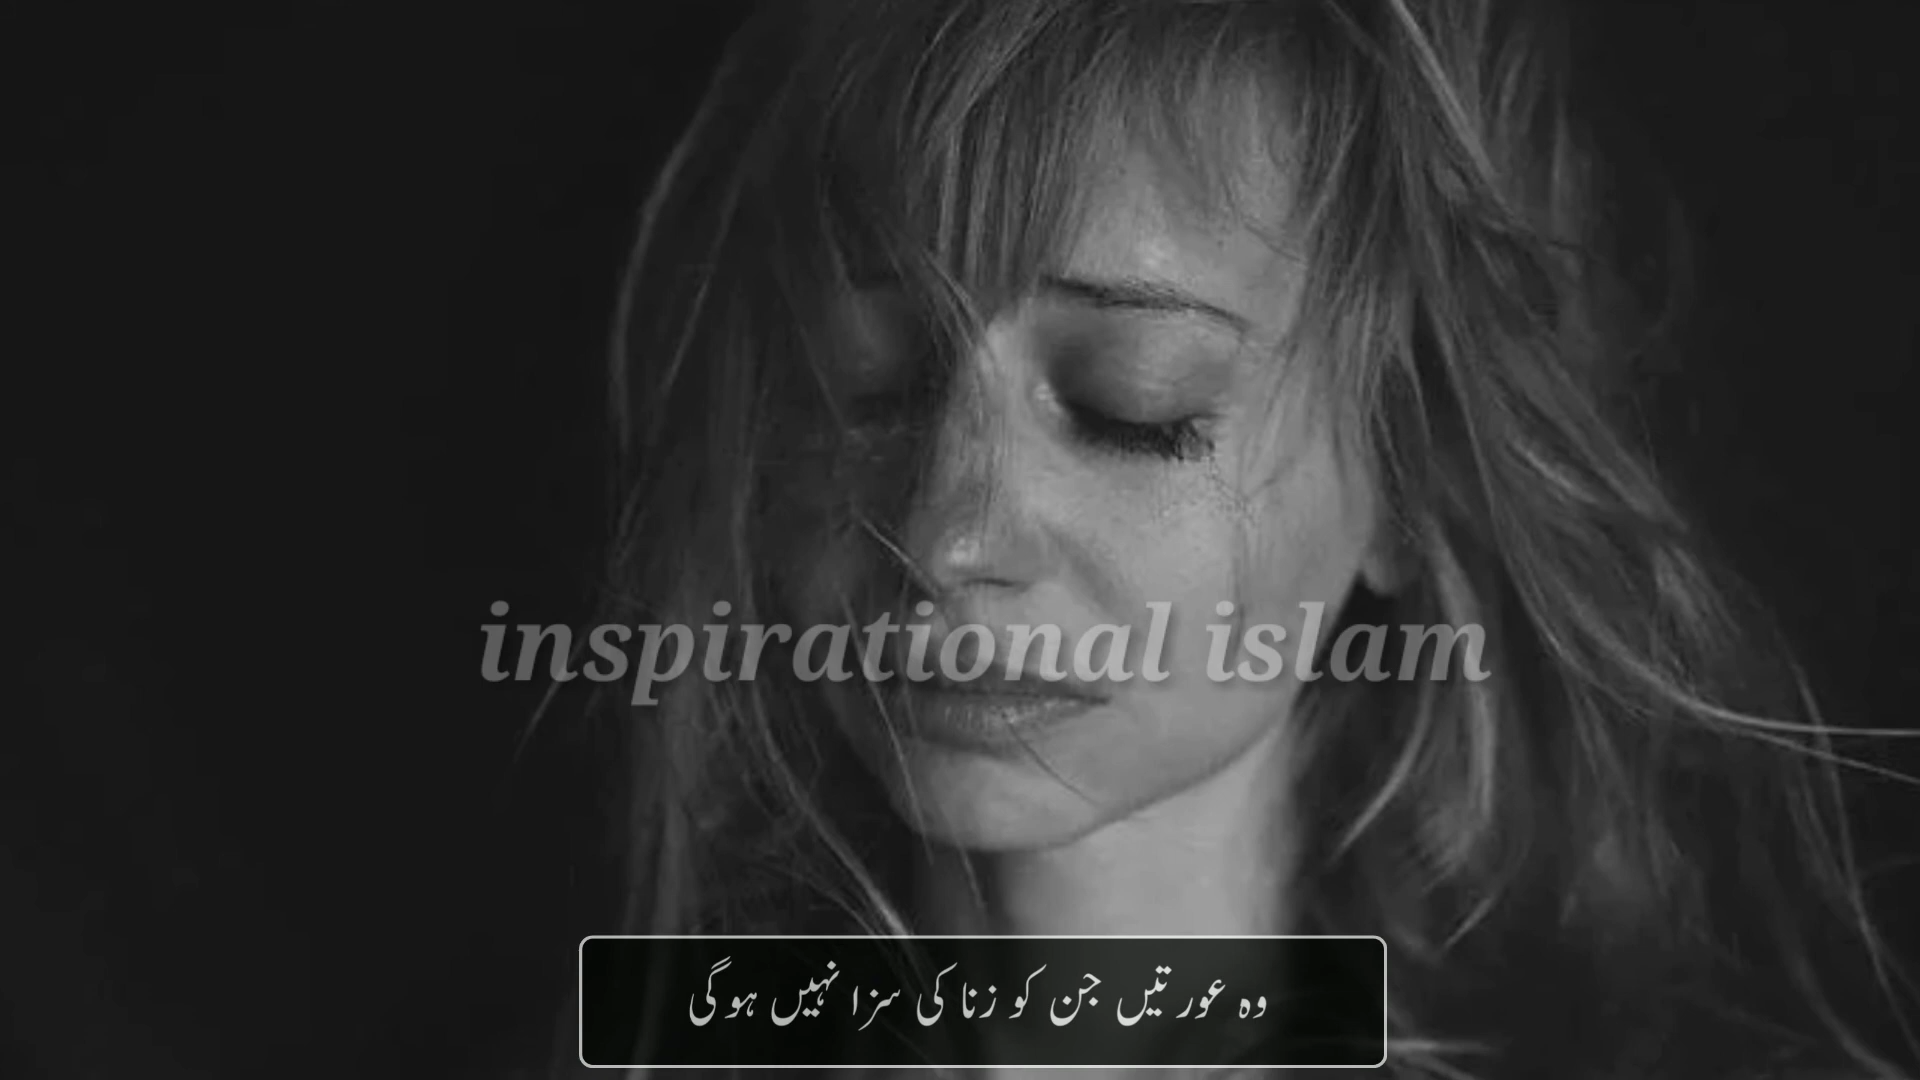 inspirational islam
وہ عورتیں جن کو زنا کی سزا نہیں ہوگی